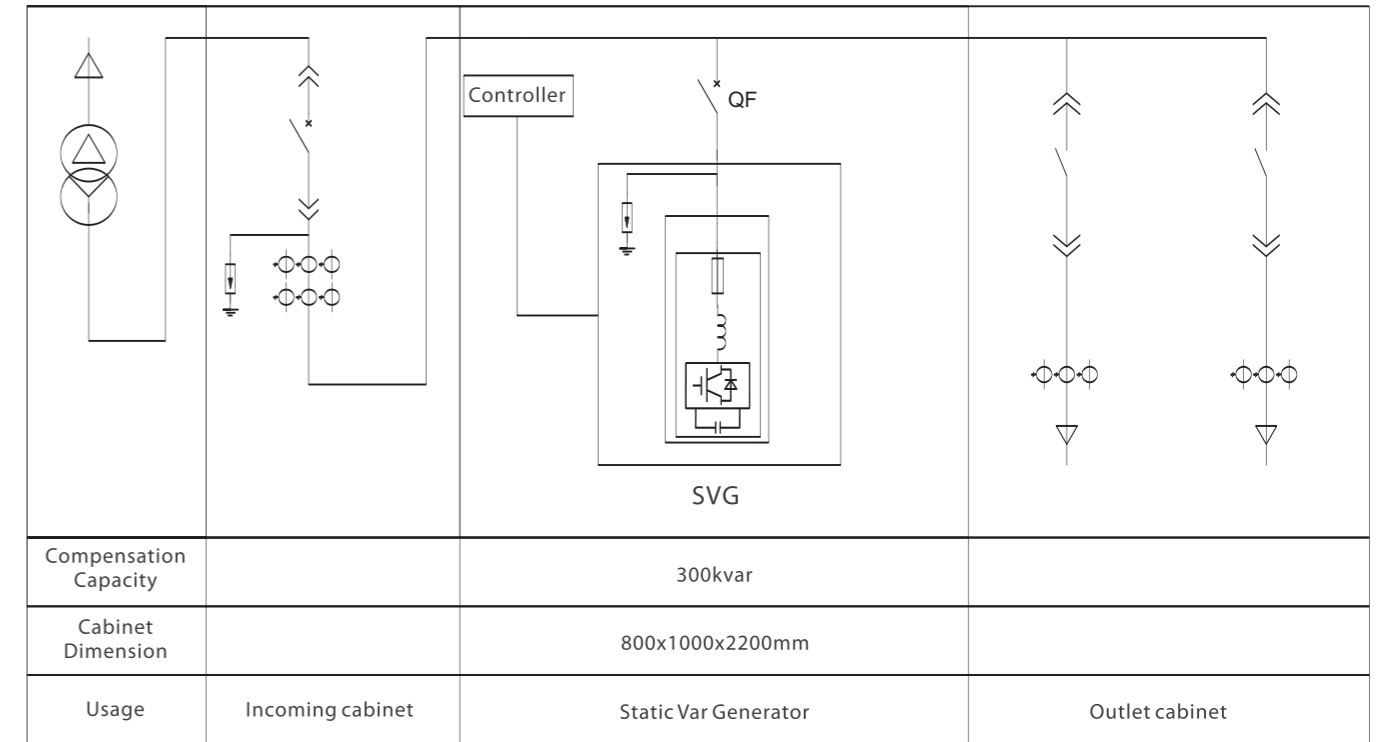 Controller
QF
SVG
Compensation
Capacity
300kvar
Cabinet
Dimension
800x1000x2200mm
Usage
Incoming cabinet
Static Var Generator
Outlet cabinet